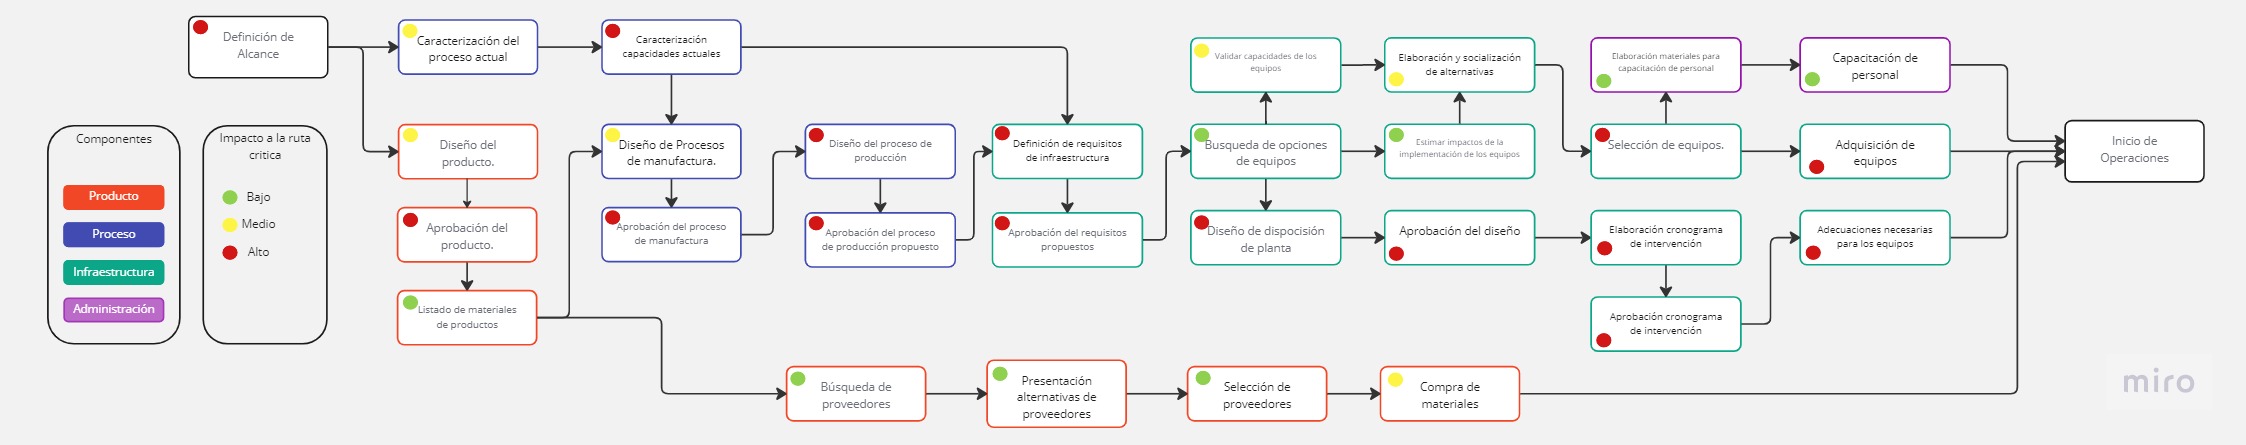 Definición de
Alcance
Caracterización del
proceso actual
Caracterización
capacidades actuales
Validar capacidades de los
equipos
Elaboración y socialización
de alternativas
Elaboración materiales para
capacitación de personal
Capacitación de
personal
Componentes
Producto
Proceso
Infraestructura
Administración
Impacto a la ruta
critica
Bajo
Medio
Alto
Diseño del
producto.
Diseño de Procesos
de manufactura.
Diseño del proceso de
producción
Definición de requisitos
de infraestructura
Busqueda de opciones
de equipos
Estimar impactos de la
implementación de los equipos
Selección de equipos.
Adquisición de
equipos
Inicio de
Operaciones
Aprobación del
producto.
Aprobación del proceso
de manufactura
Aprobación del proceso
de producción propuesto
Aprobación del requisitos
propuestos
Diseño de disposcición
de planta
Aprobación del diseño
Elaboración cronograma
de intervención
Adecuaciones necesarias
para los equipos
Listado de materiales
de productos
Aprobación cronograma
de intervención
Búsqueda de
proveedores
Presentación
alternativas de
proveedores
Selección de
proveedores
Compra de
materiales
miro